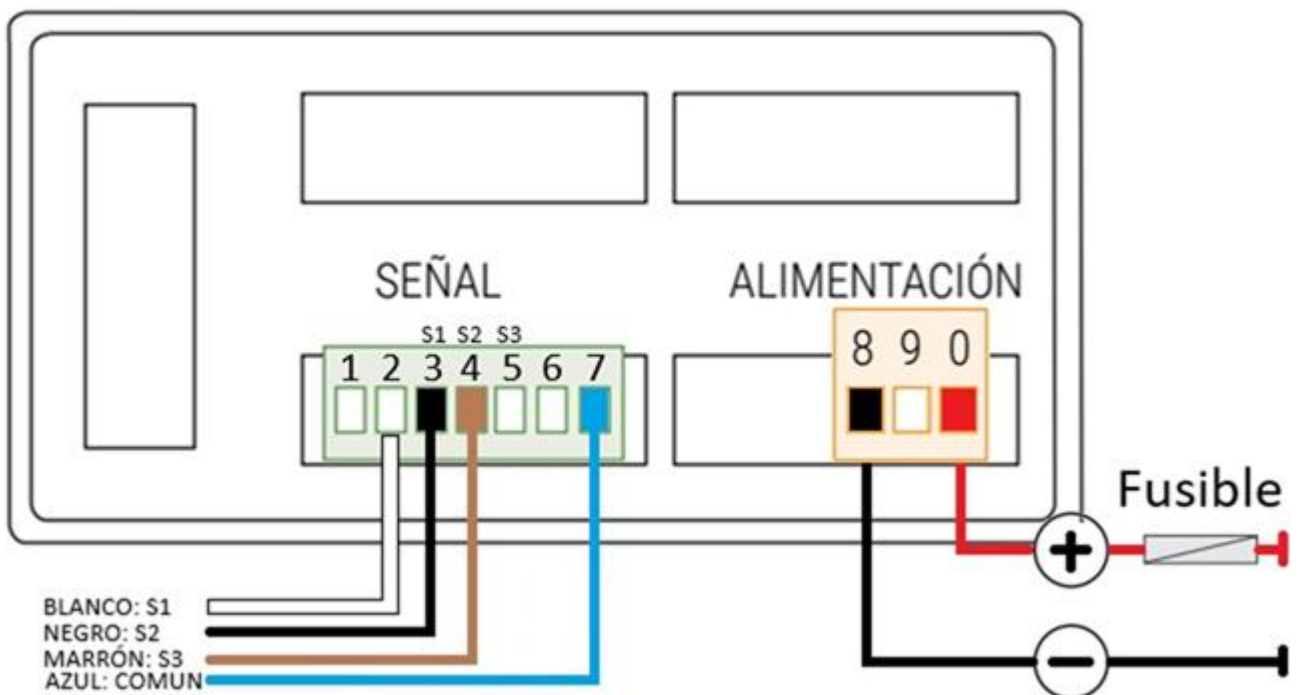 SEÑAL
ALIMENTACIÓN
S1 S2 S3
1 2 3 4 5 6 7
8 9 0
Fusible
BLANCO: S1
NEGRO: S2
MARRÓN: S3
AZUL: COMUN